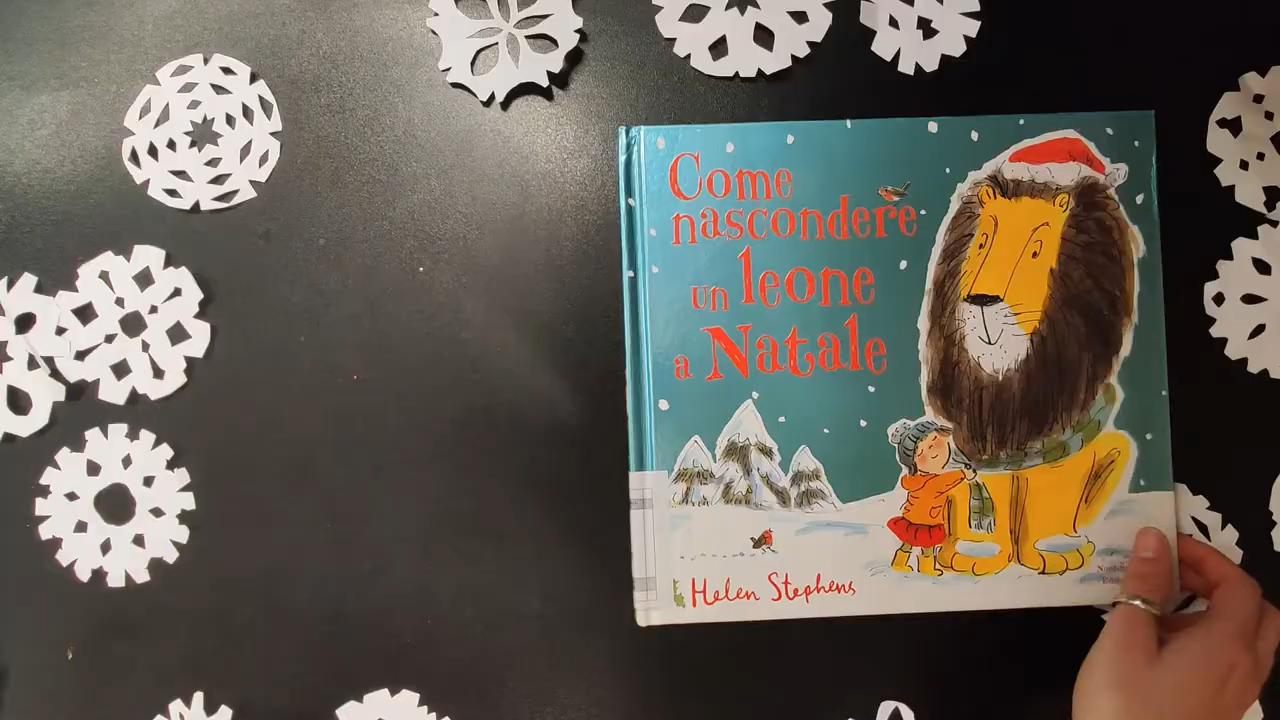 Come
nascondere
un leone
a Natale
Helen Stephens